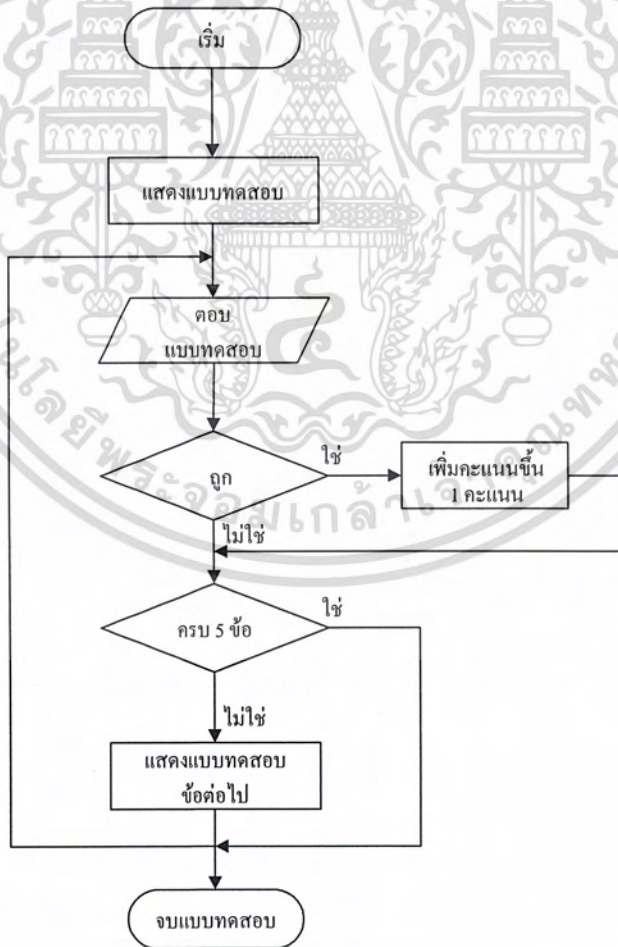 เริ่ม
แสดงแบบทดสอบ
ตอบ
แบบทดสอบ
ถูก
ใช่
เพิ่มคะแนนขึ้น
1 คะแนน
ไม่ใช่
ครบ 5 ข้อ
ใช่
ไม่ใช่
แสดงแบบทดสอบ
ข้อต่อไป
จบแบบทดสอบ